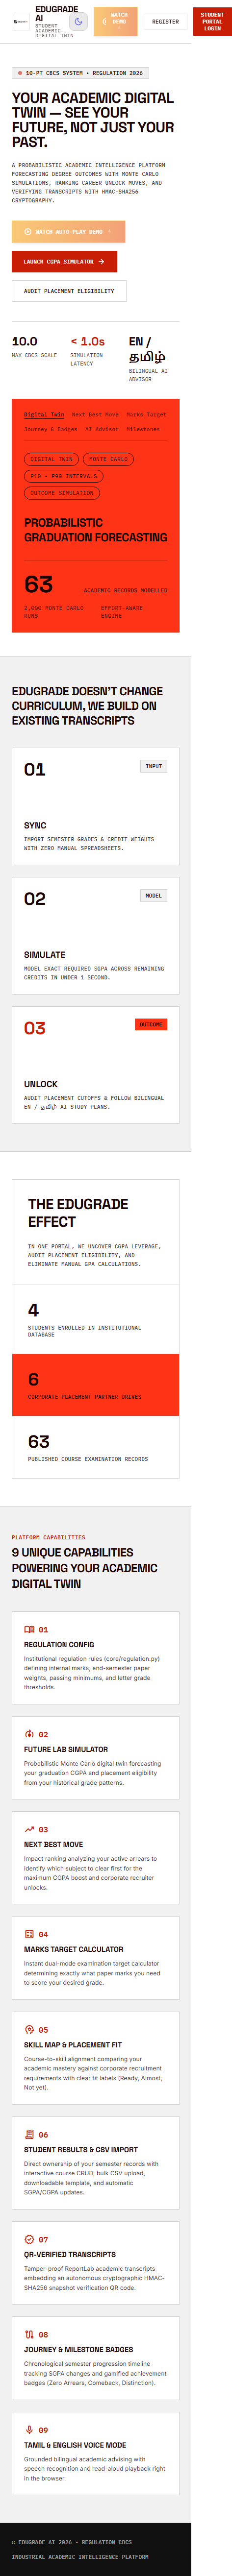 EDUGRADE
AI
STUDENT
ACADEMIC
DIGITAL TWIN
WATCH
DEMO
REGISTER
STUDENT
PORTAL
LOGIN
10-PT CBCS SYSTEM • REGULATION 2026
YOUR ACADEMIC DIGITAL
TWIN — SEE YOUR
FUTURE, NOT JUST YOUR
PAST.
A PROBABILISTIC ACADEMIC INTELLIGENCE PLATFORM
FORECASTING DEGREE OUTCOMES WITH MONTE CARLO
SIMULATIONS, RANKING CAREER UNLOCK MOVES, AND
VERIFYING TRANSCRIPTS WITH HMAC-SHA256
CRYPTOGRAPHY.
WATCH AUTO-PLAY DEMO
LAUNCH CGPA SIMULATOR →
AUDIT PLACEMENT ELIGIBILITY
10.0
MAX CBCS SCALE
< 1.0s
SIMULATION
LATENCY
EN /
தமிழ்
BILINGUAL AI
ADVISOR
Digital Twin Next Best Move Marks Target
Journey & Badges AI Advisor Milestones
DIGITAL TWIN MONTE CARLO
P10 - P90 INTERVALS
OUTCOME SIMULATION
PROBABILISTIC
GRADUATION FORECASTING
63 ACADEMIC RECORDS MODELLED
2,000 MONTE CARLO
RUNS
EFFORT-AWARE
ENGINE
EDUGRADE DOESN'T CHANGE
CURRICULUM, WE BUILD ON
EXISTING TRANSCRIPTS
01 INPUT
SYNC
IMPORT SEMESTER GRADES & CREDIT WEIGHTS
WITH ZERO MANUAL SPREADSHEETS.
02 MODEL
SIMULATE
MODEL EXACT REQUIRED SGPA ACROSS REMAINING
CREDITS IN UNDER 1 SECOND.
03 OUTCOME
UNLOCK
AUDIT PLACEMENT CUTOFFS & FOLLOW BILINGUAL
EN / தமிழ் AI STUDY PLANS.
THE EDUGRADE
EFFECT
IN ONE PORTAL, WE UNCOVER CGPA LEVERAGE,
AUDIT PLACEMENT ELIGIBILITY, AND
ELIMINATE MANUAL GPA CALCULATIONS.
4
STUDENTS ENROLLED IN INSTITUTIONAL
DATABASE
6
CORPORATE PLACEMENT PARTNER DRIVES
63
PUBLISHED COURSE EXAMINATION RECORDS
PLATFORM CAPABILITIES
9 UNIQUE CAPABILITIES
POWERING YOUR ACADEMIC
DIGITAL TWIN
01
REGULATION CONFIG
Institutional regulation rules (core/regulation.py)
defining internal marks, end-semester paper
weights, passing minimums, and letter grade
thresholds.
02
FUTURE LAB SIMULATOR
Probabilistic Monte Carlo digital twin forecasting
your graduation CGPA and placement eligibility
from your historical grade patterns.
03
NEXT BEST MOVE
Impact ranking analyzing your active arrears to
identify which subject to clear first for the
maximum CGPA boost and corporate recruiter
unlocks.
04
MARKS TARGET CALCULATOR
Instant dual-mode examination target calculator
determining exactly what paper marks you need
to score your desired grade.
05
SKILL MAP & PLACEMENT FIT
Course-to-skill alignment comparing your
academic mastery against corporate recruitment
requirements with clear fit labels (Ready, Almost,
Not yet).
06
STUDENT RESULTS & CSV IMPORT
Direct ownership of your semester records with
interactive course CRUD, bulk CSV upload,
downloadable template, and automatic
SGPA/CGPA updates.
07
QR-VERIFIED TRANSCRIPTS
Tamper-proof ReportLab academic transcripts
embedding an autonomous cryptographic HMAC-
SHA256 snapshot verification QR code.
08
JOURNEY & MILESTONE BADGES
Chronological semester progression timeline
tracking SGPA changes and gamified achievement
badges (Zero Arrears, Comeback, Distinction).
09
TAMIL & ENGLISH VOICE MODE
Grounded bilingual academic advising with
speech recognition and read-aloud playback right
in the browser.
© EDUGRADE AI 2026 • REGULATION CBCS
INDUSTRIAL ACADEMIC INTELLIGENCE PLATFORM